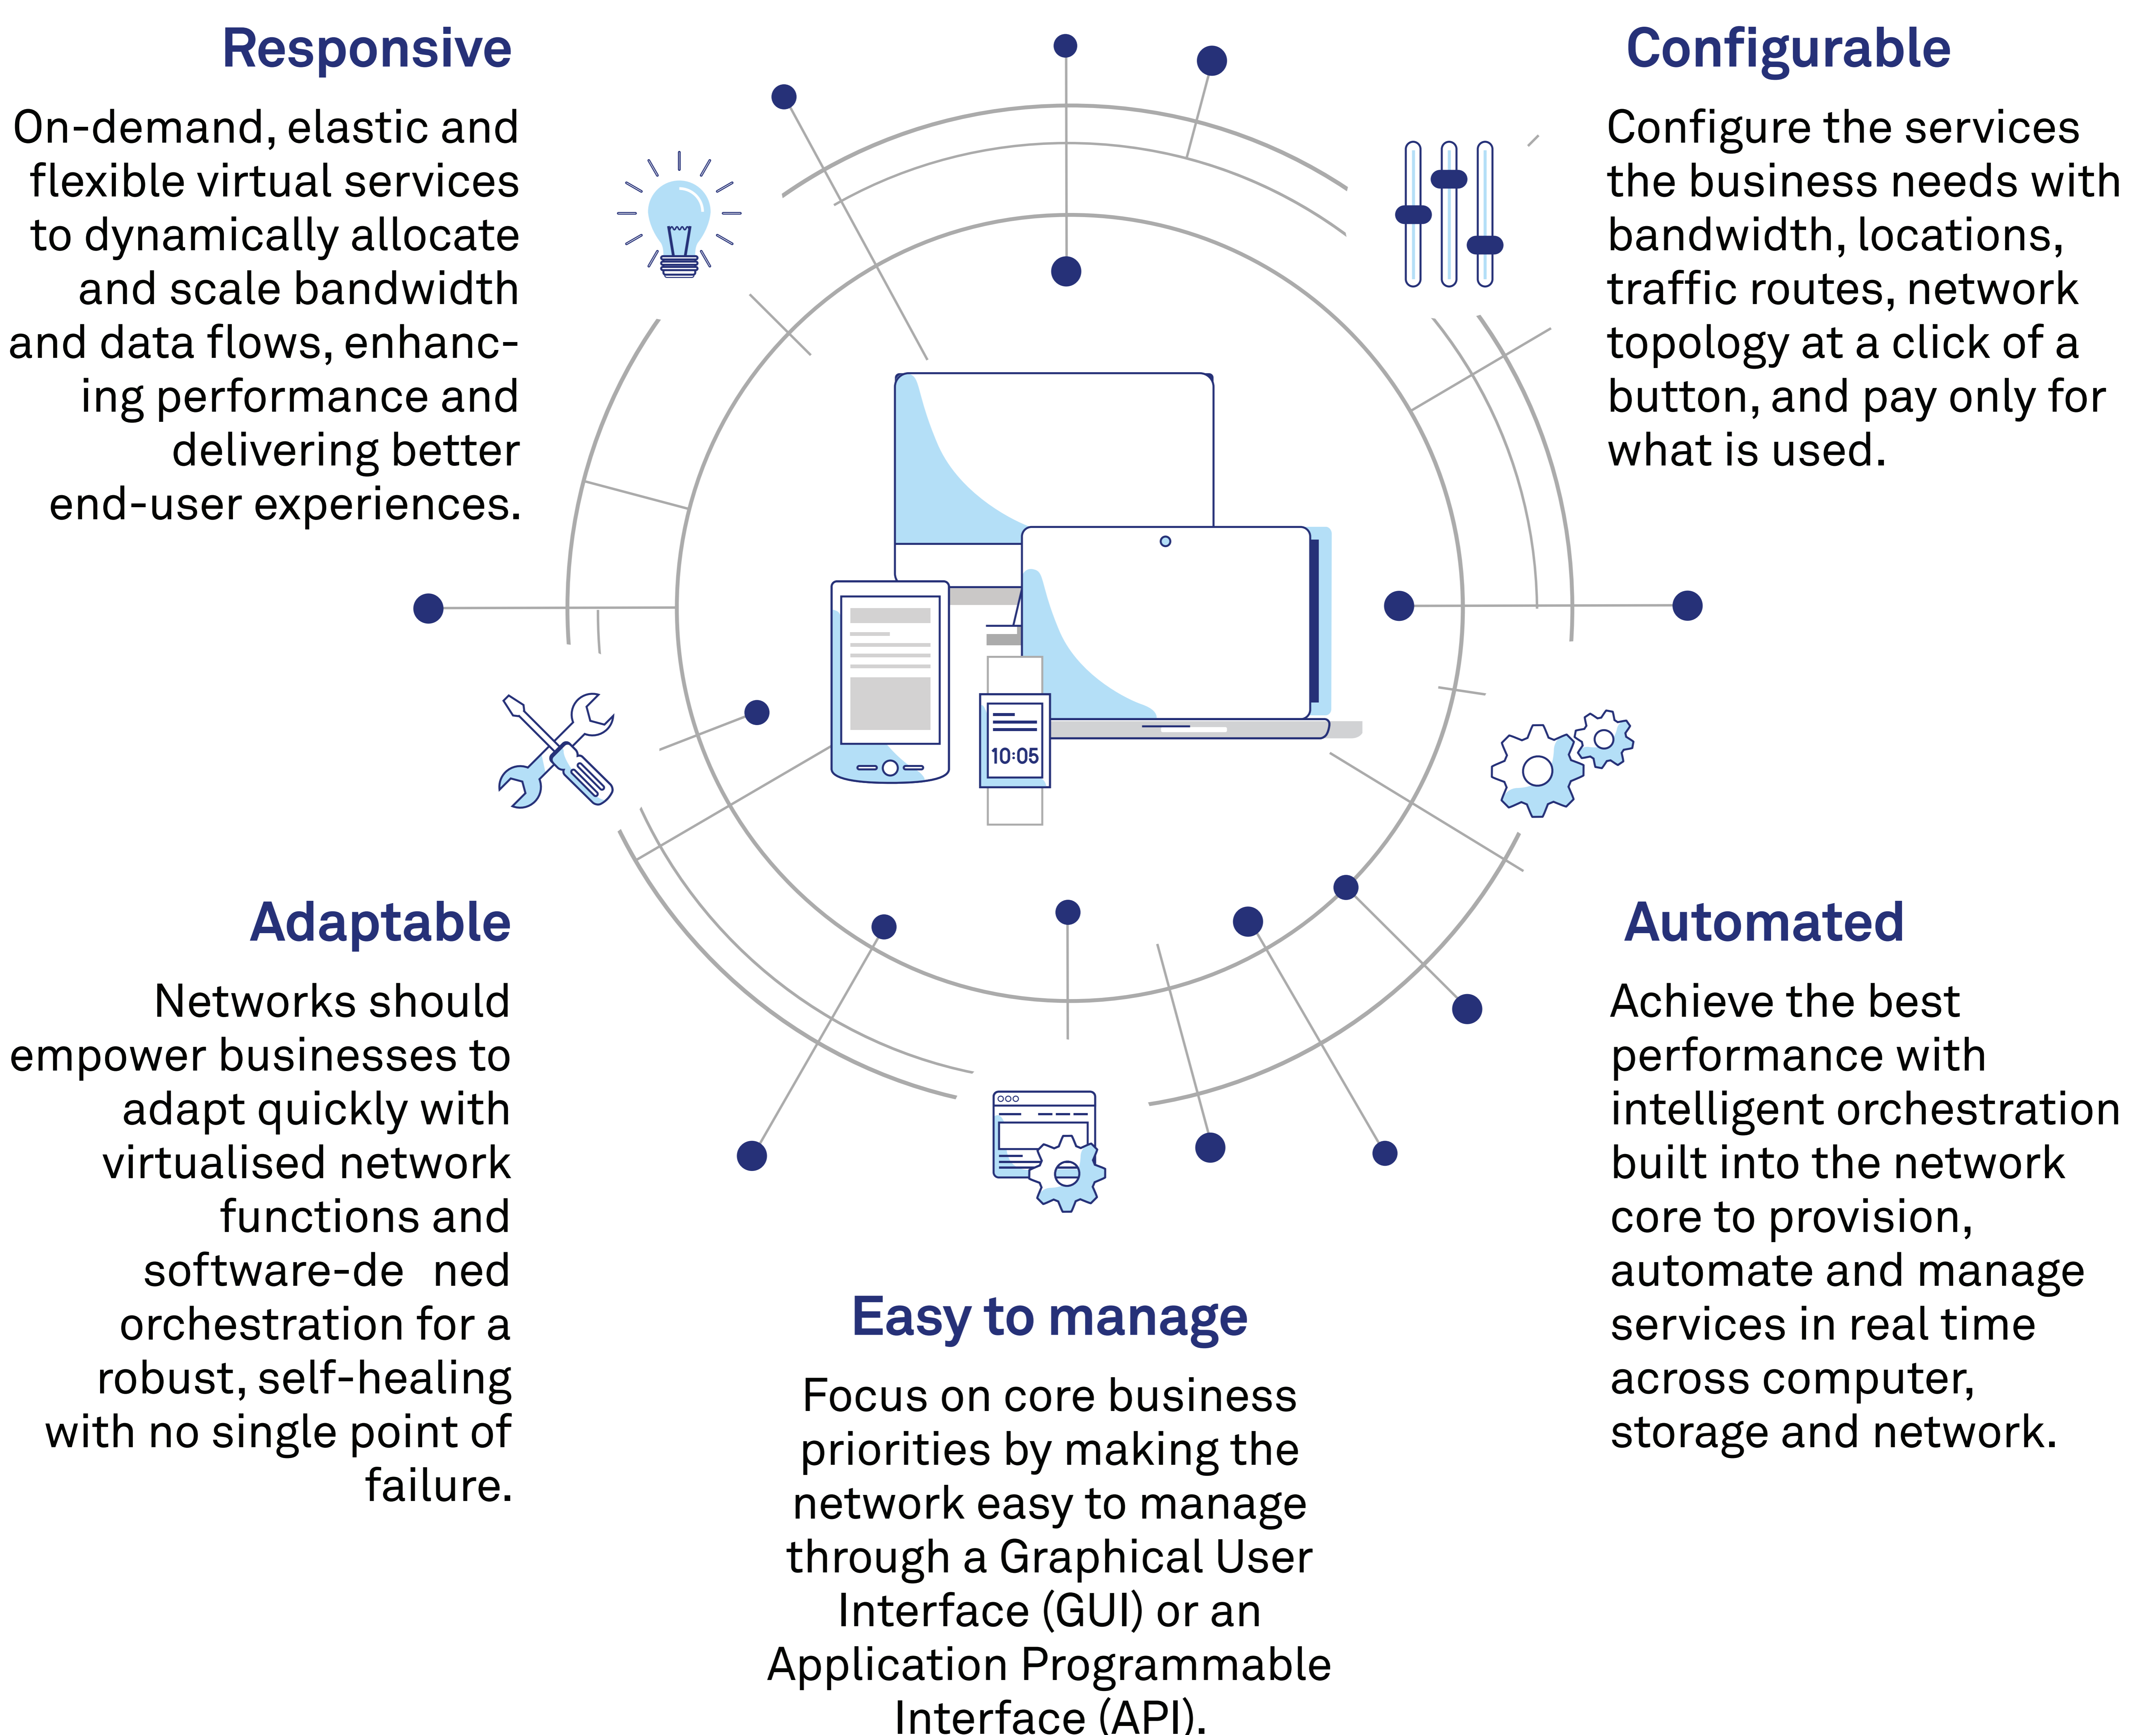 Responsive
On-demand, elastic and
flexible virtual services
to dynamically allocate
and scale bandwidth
and data flows, enhanc-
ing performance and
delivering better
end-user experiences.
Configurable
Configure the services
the business needs with
bandwidth, locations,
traffic routes, network
topology at a click of a
button, and pay only for
what is used.
10:05
Adaptable
Networks should
empower businesses to
adapt quickly with
virtualised network
functions and
software-de ned
orchestration for a
robust, self-healing
with no single point of
failure.
Easy to manage
Focus on core business
priorities by making the
network easy to manage
through a Graphical User
Interface (GUI) or an
Application Programmable
Interface (API).
Automated
Achieve the best
performance with
intelligent orchestration
built into the network
core to provision,
automate and manage
services in real time
across computer,
storage and network.